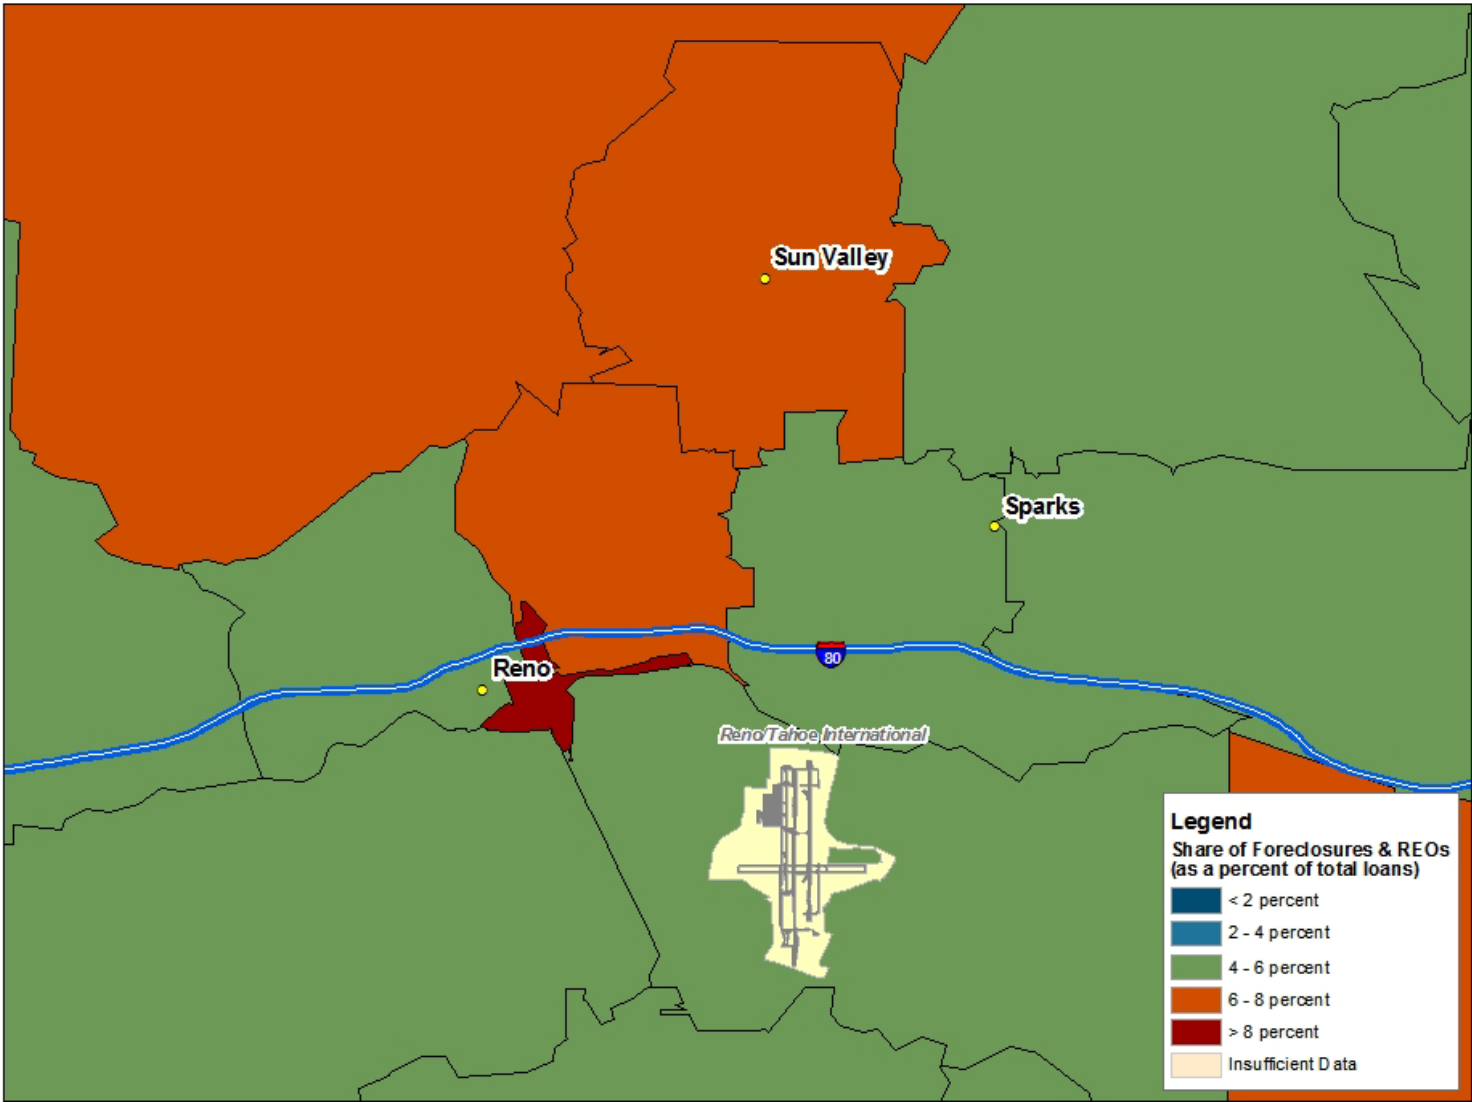 Sun Valley
Sparks
80
Reno
Reno/Tahoe International
Legend
Share of Foreclosures & REOs
(as a percent of total loans)
< 2 percent
2 - 4 percent
4 - 6 percent
6 - 8 percent
> 8 percent
Insufficient Data